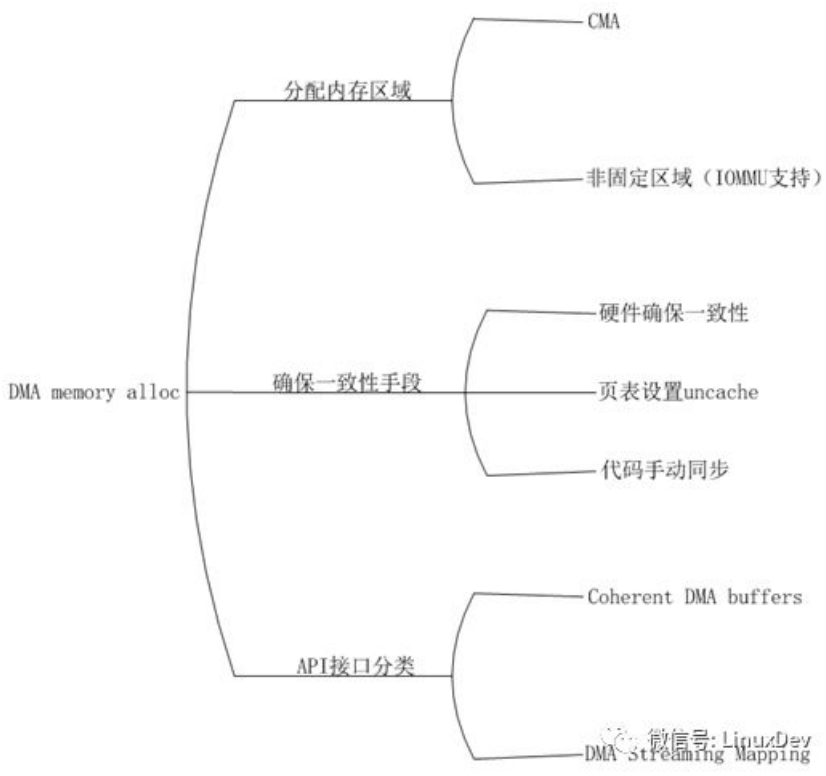 CMA
分配内存区域
非固定区域（IOMMU支持）
硬件确保一致性
DMA memory alloc
确保一致性手段
页表设置uncache
代码手动同步
Coherent DMA buffers
API接口分类
微信号: LinuxDev
DMA Streaming Mapping